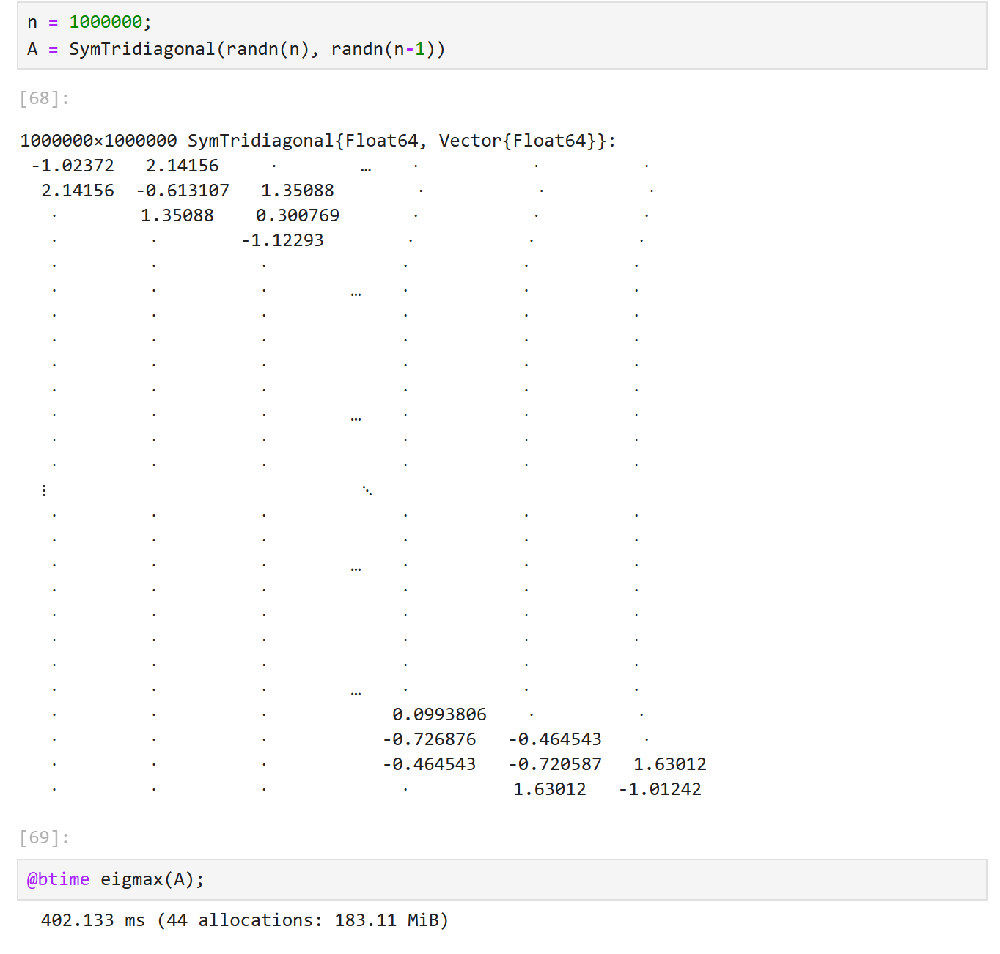 n = 1000000;
A = SymTridiagonal(randn(n), randn(n-1))
[68]:
1000000×1000000 SymTridiagonal{Float64, Vector{Float64}}:
-1.02372 2.14156 ⋅ … ⋅ ⋅ ⋅
2.14156 -0.613107 1.35088 ⋅ ⋅ ⋅
⋅ 1.35088 0.300769 ⋅ ⋅ ⋅
⋅ ⋅ -1.12293 ⋅ ⋅ ⋅
⋅ ⋅ ⋅ ⋅ ⋅ ⋅
⋅ ⋅ ⋅ … ⋅ ⋅ ⋅
⋅ ⋅ ⋅ ⋅ ⋅ ⋅
⋅ ⋅ ⋅ ⋅ ⋅ ⋅
⋅ ⋅ ⋅ ⋅ ⋅ ⋅
⋅ ⋅ ⋅ ⋅ ⋅ ⋅
⋅ ⋅ ⋅ … ⋅ ⋅ ⋅
⋅ ⋅ ⋅ ⋅ ⋅ ⋅
⋅ ⋅ ⋅ ⋅ ⋅ ⋅
⋮ ⋱
⋅ ⋅ ⋅ ⋅ ⋅ ⋅
⋅ ⋅ ⋅ ⋅ ⋅ ⋅
⋅ ⋅ ⋅ … ⋅ ⋅ ⋅
⋅ ⋅ ⋅ ⋅ ⋅ ⋅
⋅ ⋅ ⋅ ⋅ ⋅ ⋅
⋅ ⋅ ⋅ ⋅ ⋅ ⋅
⋅ ⋅ ⋅ ⋅ ⋅ ⋅
⋅ ⋅ ⋅ … ⋅ ⋅ ⋅
⋅ ⋅ ⋅ 0.0993806 ⋅ ⋅
⋅ ⋅ ⋅ -0.726876 -0.464543 ⋅
⋅ ⋅ ⋅ -0.464543 -0.720587 1.63012
⋅ ⋅ ⋅ ⋅ 1.63012 -1.01242
[69]:
@btime eigmax(A);
402.133 ms (44 allocations: 183.11 MiB)